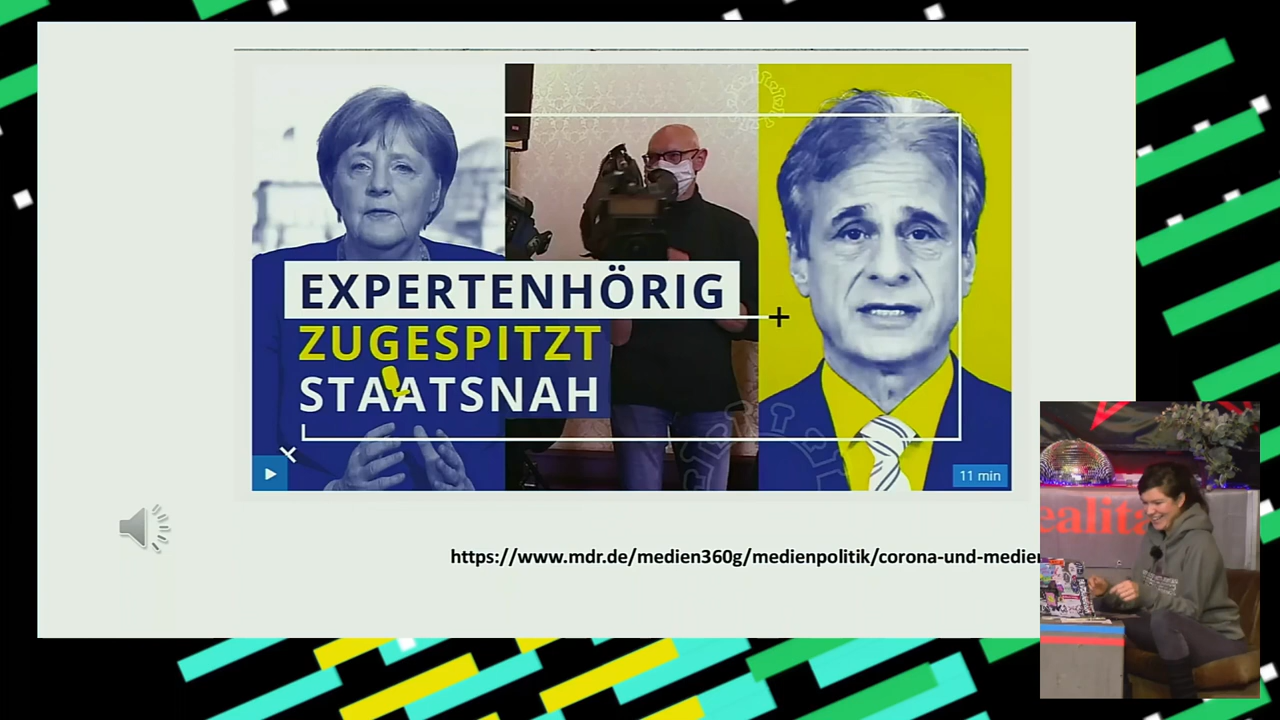 EXPERTENHÖRIG
ZUGESPITZT
STAATSNAH
11 min
https://www.mdr.de/medien360g/medienpolitik/corona-und-medien
ealita